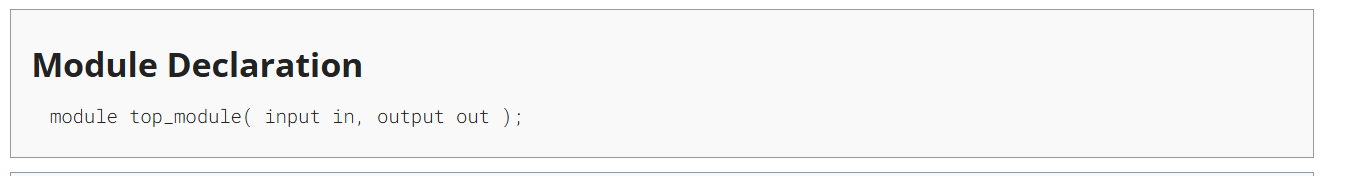 Module Declaration
module top_module( input in, output out );